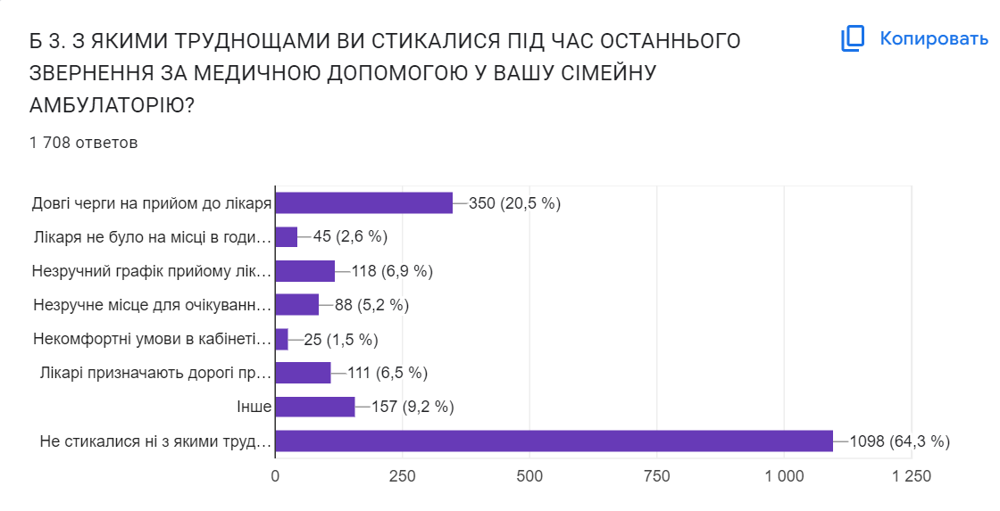 Б 3. З ЯКИМИ ТРУДНОЩАМИ ВИ СТИКАЛИСЯ ПІД ЧАС ОСТАННЬОГО
ЗВЕРНЕННЯ ЗА МЕДИЧНОЮ ДОПОМОГОЮ У ВАШУ СІМЕЙНУ
АМБУЛАТОРІЮ?
Копировать
1 708 ответов
Довгі черги на прийом до лікаря 350 (20,5 %)
Лікаря не було на місці в годи… 45 (2,6 %)
Незручний графік прийому лік… 118 (6,9 %)
Незручне місце для очікуванн… 88 (5,2 %)
Некомфортні умови в кабінеті… 25 (1,5 %)
Лікарі призначають дорогі пр… 111 (6,5 %)
Інше 157 (9,2 %)
Не стикалися ні з якими труд… 1098 (64,3 %)
0 250 500 750 1 000 1 250